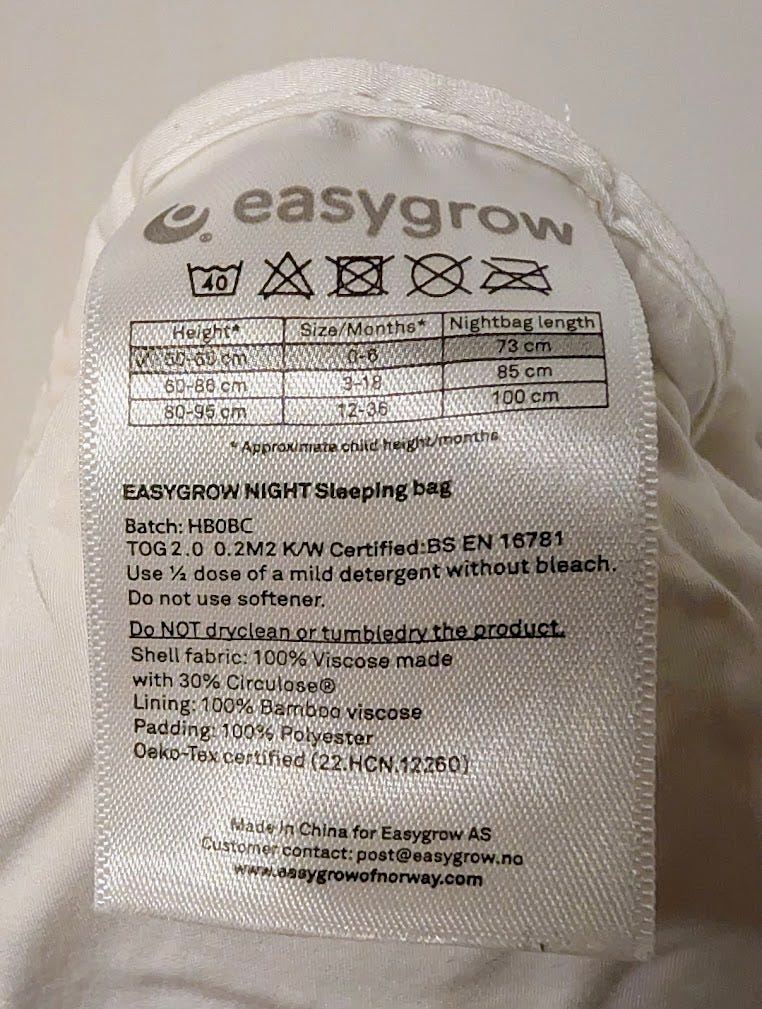 easygrow
40
Height* Size/Months* Nightbag length
V 50-60 cm 0-6 73 cm
60-86 cm 3-18 85 cm
80-95 cm 12-36 100 cm
* Approximate child height/months
EASYGROW NIGHT Sleeping bag
Batch: HB0BC
TOG 2.0 0.2M2 K/W Certified:BS EN 16781
Use ½ dose of a mild detergent without bleach.
Do not use softener.
Do NOT dryclean or tumbledry the product.
Shell fabric: 100% Viscose made
with 30% Circulose®
Lining: 100% Bamboo viscose
Padding: 100% Polyester
Oeko-Tex certified (22.HCN.12260)
Made in China for Easygrow AS
Customer contact: post@easygrow.no
www.easygrowofnorway.com